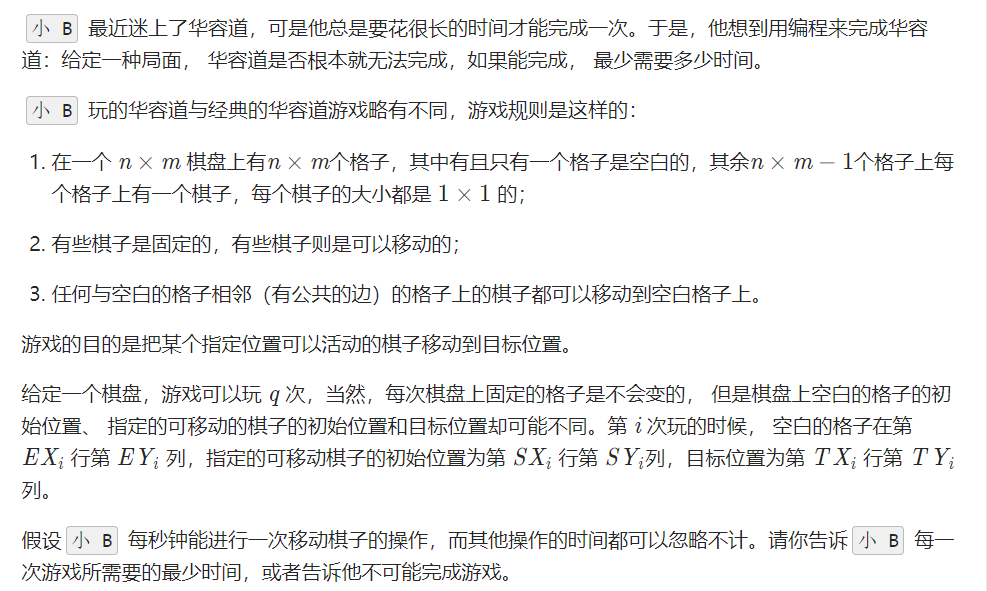 小 B 最近迷上了华容道，可是他总是要花很长的时间才能完成一次。于是，他想到用编程来完成华容
道：给定一种局面， 华容道是否根本就无法完成，如果能完成， 最少需要多少时间。
小 B 玩的华容道与经典的华容道游戏略有不同，游戏规则是这样的：
1. 在一个 n × m 棋盘上有n × m个格子，其中有且只有一个格子是空白的，其余n × m − 1个格子上每
个格子上有一个棋子，每个棋子的大小都是 1 × 1 的；
2. 有些棋子是固定的，有些棋子则是可以移动的；
3. 任何与空白的格子相邻（有公共的边）的格子上的棋子都可以移动到空白格子上。
游戏的目的是把某个指定位置可以活动的棋子移动到目标位置。
给定一个棋盘，游戏可以玩 q 次，当然，每次棋盘上固定的格子是不会变的， 但是棋盘上空白的格子的初
始位置、 指定的可移动的棋子的初始位置和目标位置却可能不同。第 i 次玩的时候， 空白的格子在第
EXᵢ 行第 EYᵢ 列，指定的可移动棋子的初始位置为第 SXᵢ 行第 SYᵢ列，目标位置为第 TXᵢ 行第 TYᵢ
列。
假设 小 B 每秒钟能进行一次移动棋子的操作，而其他操作的时间都可以忽略不计。请你告诉 小 B 每一
次游戏所需要的最少时间，或者告诉他不可能完成游戏。